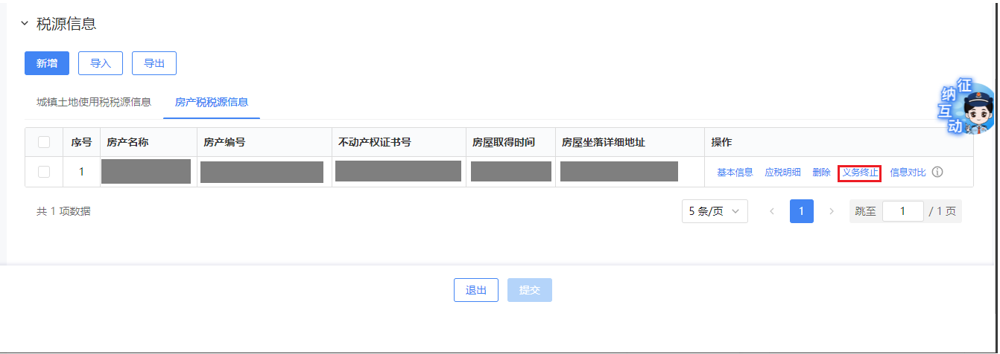 税源信息
新增 导入 导出
城镇土地使用税税源信息 房产税税源信息
序号 房产名称 房产编号 不动产权证书号 房屋取得时间 房屋坐落详细地址 操作
1 基本信息 应税明细 删除 义务终止 信息对比
共 1 项数据 5 条/页 1 跳至 1 / 1 页
退出 提交
征纳互动